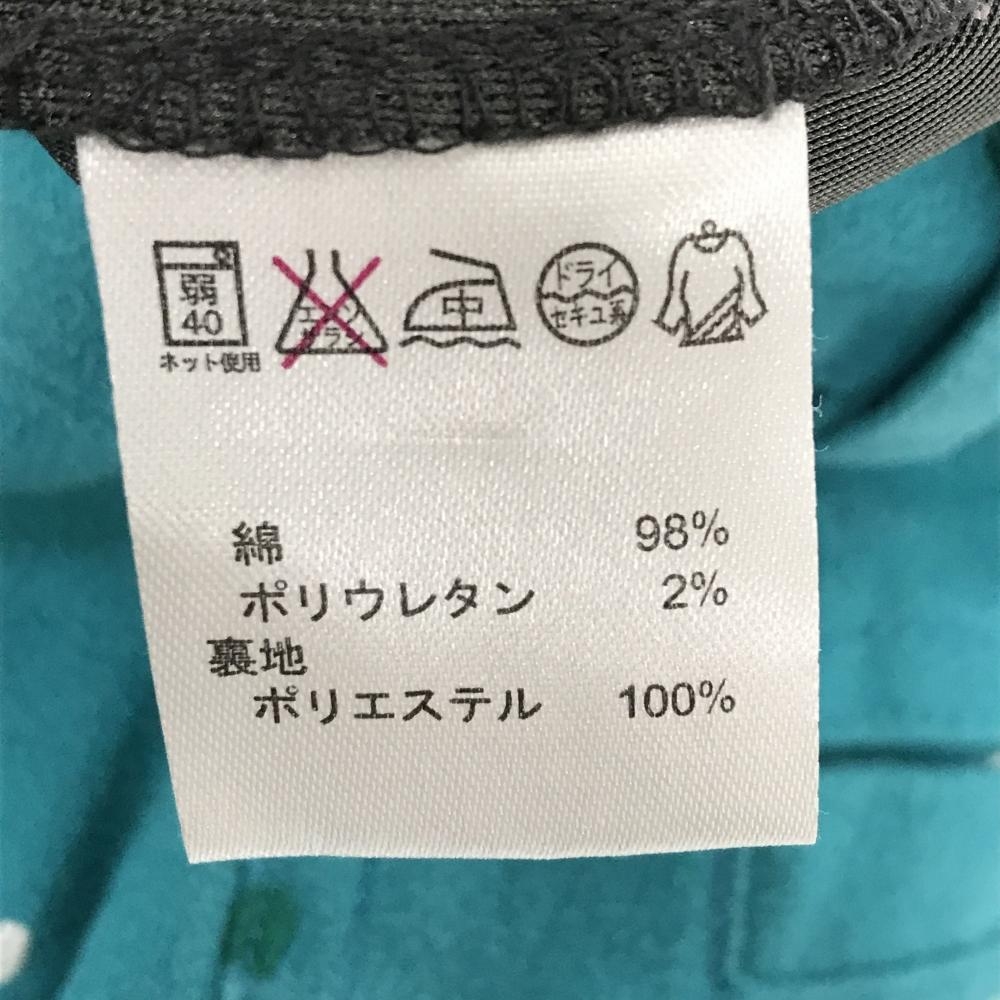 弱
40
ネット使用
エンソ
サラシ
中
ドライ
セキユ系
綿 98%
ポリウレタン 2%
裏地
ポリエステル 100%